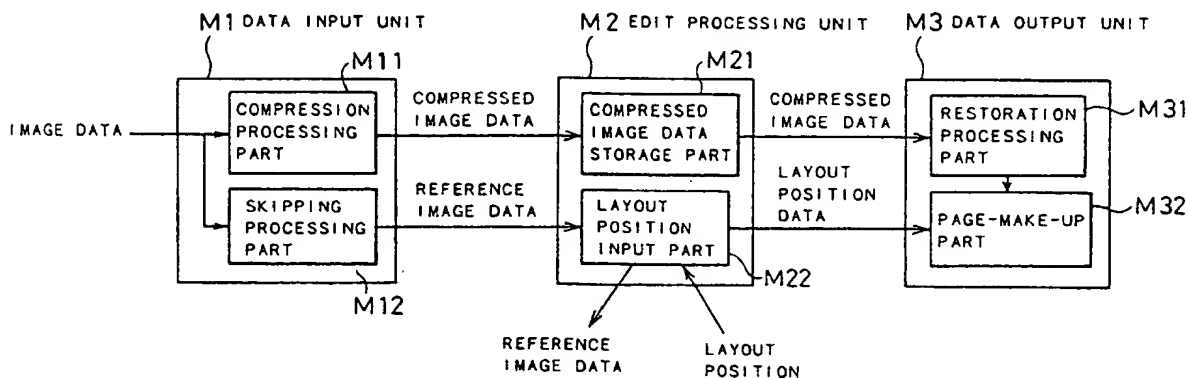 M1 DATA INPUT UNIT
M2 EDIT PROCESSING UNIT
M3 DATA OUTPUT UNIT
M11
M21
COMPRESSION
PROCESSING
PART
COMPRESSED
IMAGE DATA
COMPRESSED
IMAGE DATA
STORAGE PART
COMPRESSED
IMAGE DATA
RESTORATION
PROCESSING
PART
M31
IMAGE DATA
SKIPPING
PROCESSING
PART
REFERENCE
IMAGE DATA
LAYOUT
POSITION
INPUT PART
LAYOUT
POSITION
DATA
PAGE-MAKE-UP
PART
M32
M12
M22
REFERENCE
IMAGE DATA
LAYOUT
POSITION